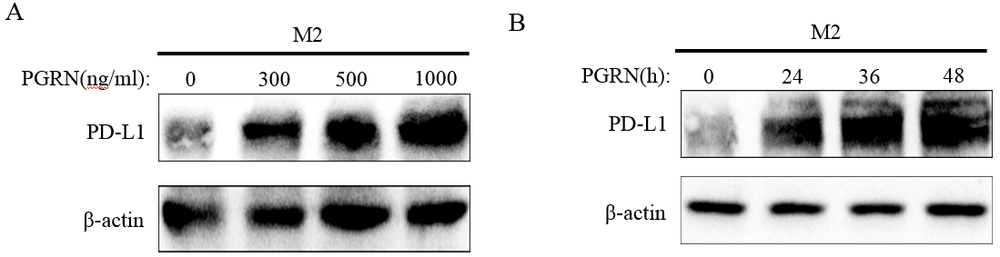 A
M2
PGRN(ng/ml): 0 300 500 1000
PD-L1
β-actin
B
M2
PGRN(h): 0 24 36 48
PD-L1
β-actin